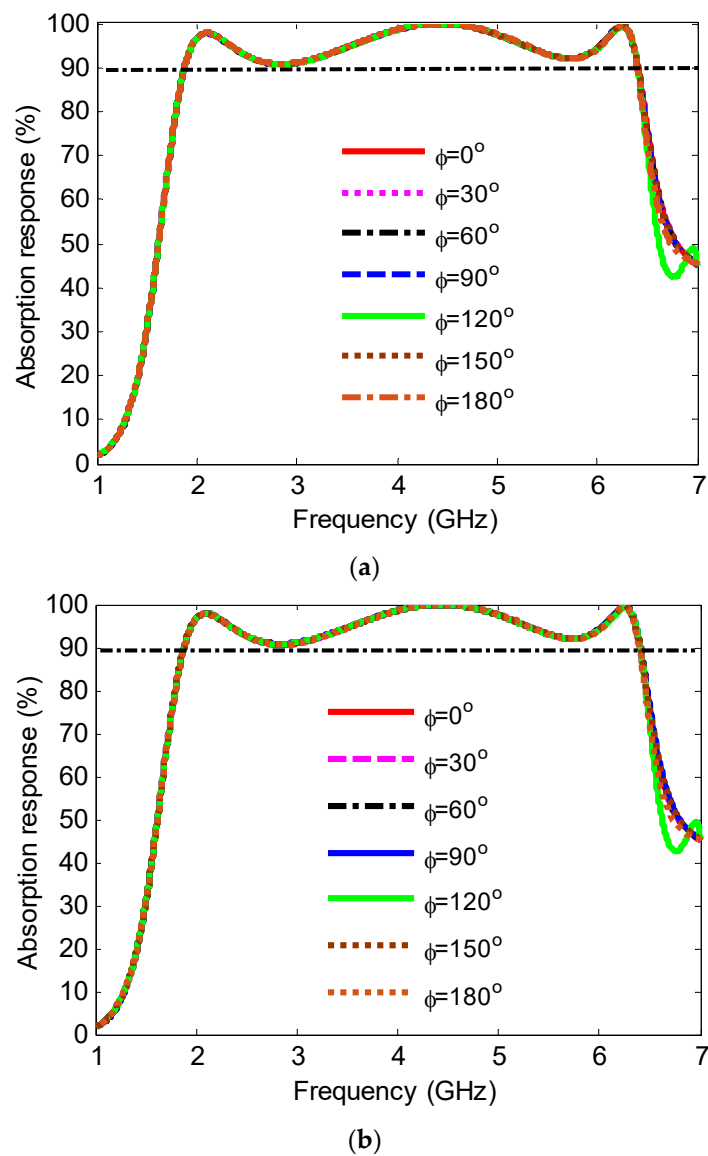 100
90
80
70
60
50
40
30
20
10
0
Absorption response (%)
ϕ=0°
ϕ=30°
ϕ=60°
ϕ=90°
ϕ=120°
ϕ=150°
ϕ=180°
1 2 3 4 5 6 7
Frequency (GHz)
(a)
100
90
80
70
60
50
40
30
20
10
0
Absorption response (%)
ϕ=0°
ϕ=30°
ϕ=60°
ϕ=90°
ϕ=120°
ϕ=150°
ϕ=180°
1 2 3 4 5 6 7
Frequency (GHz)
(b)